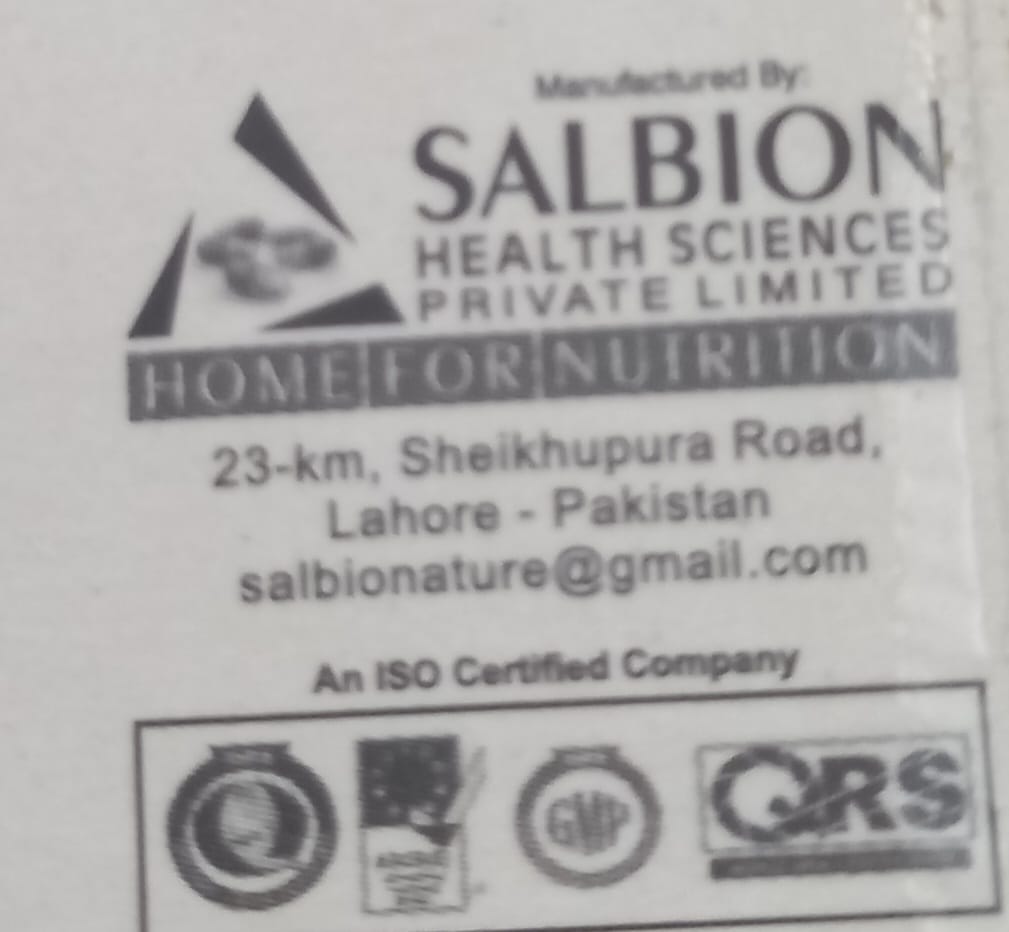 Manufactured By:
SALBION
HEALTH SCIENCES
PRIVATE LIMITED
HOME FOR NUTRITION
23-km, Sheikhupura Road,
Lahore - Pakistan
salbionature@gmail.com
An ISO Certified Company
GMP
QRS